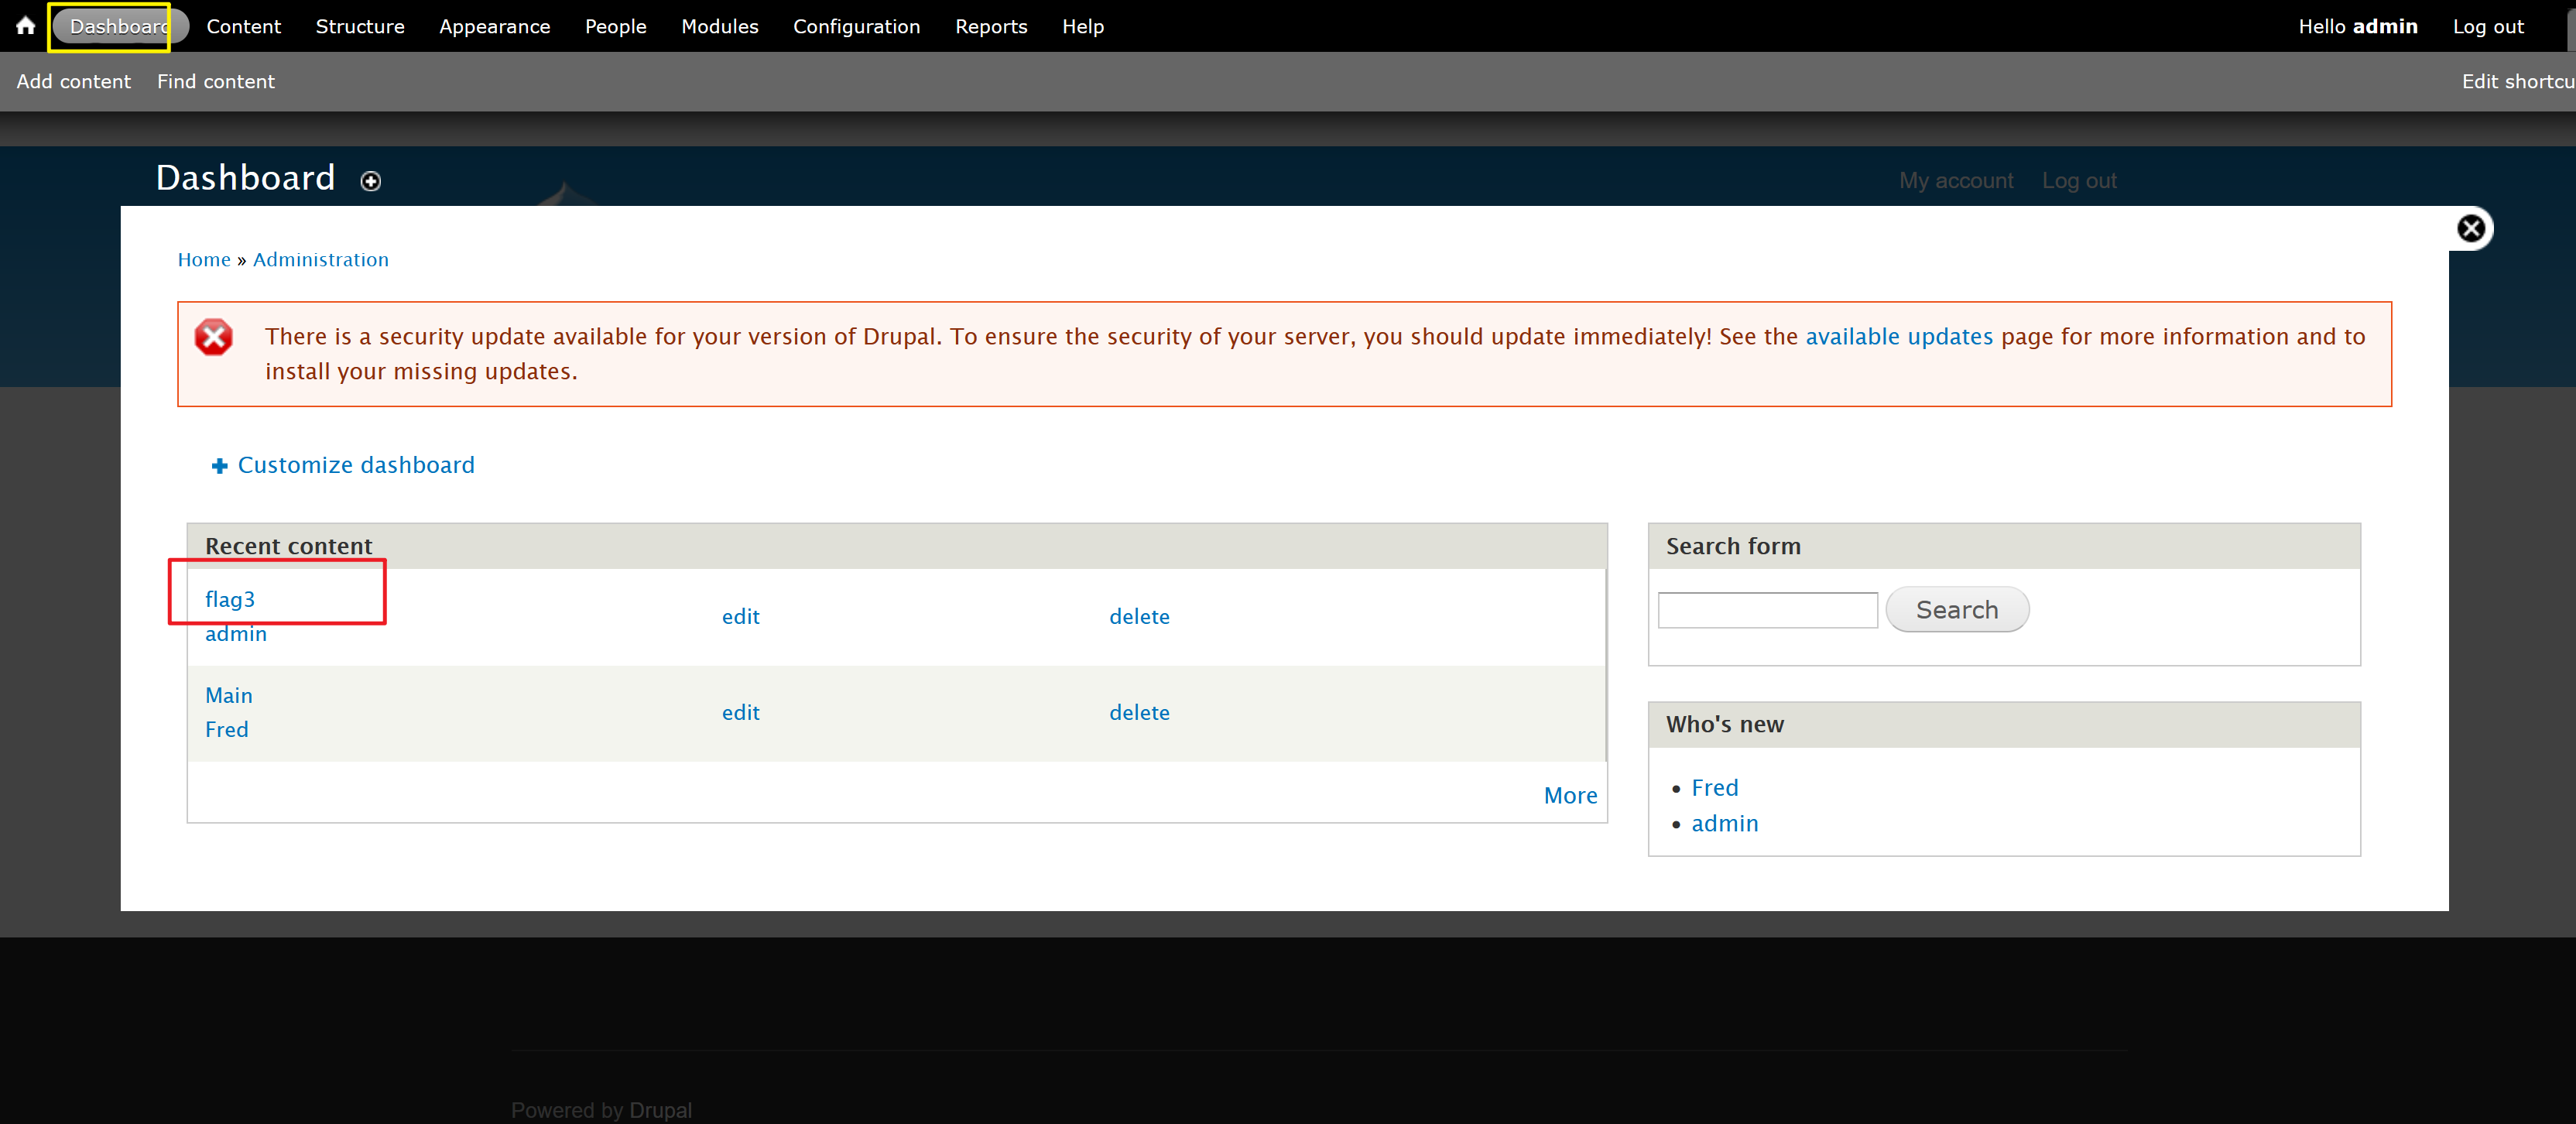 Dashboard Content Structure Appearance People Modules Configuration Reports Help Hello admin Log out
Add content Find content Edit shortcu
Dashboard
My account Log out
Home » Administration
There is a security update available for your version of Drupal. To ensure the security of your server, you should update immediately! See the available updates page for more information and to
install your missing updates.
Customize dashboard
Recent content
flag3
admin
edit delete
Main
Fred
edit delete
More
Search form
Search
Who's new
• Fred
• admin
Powered by Drupal